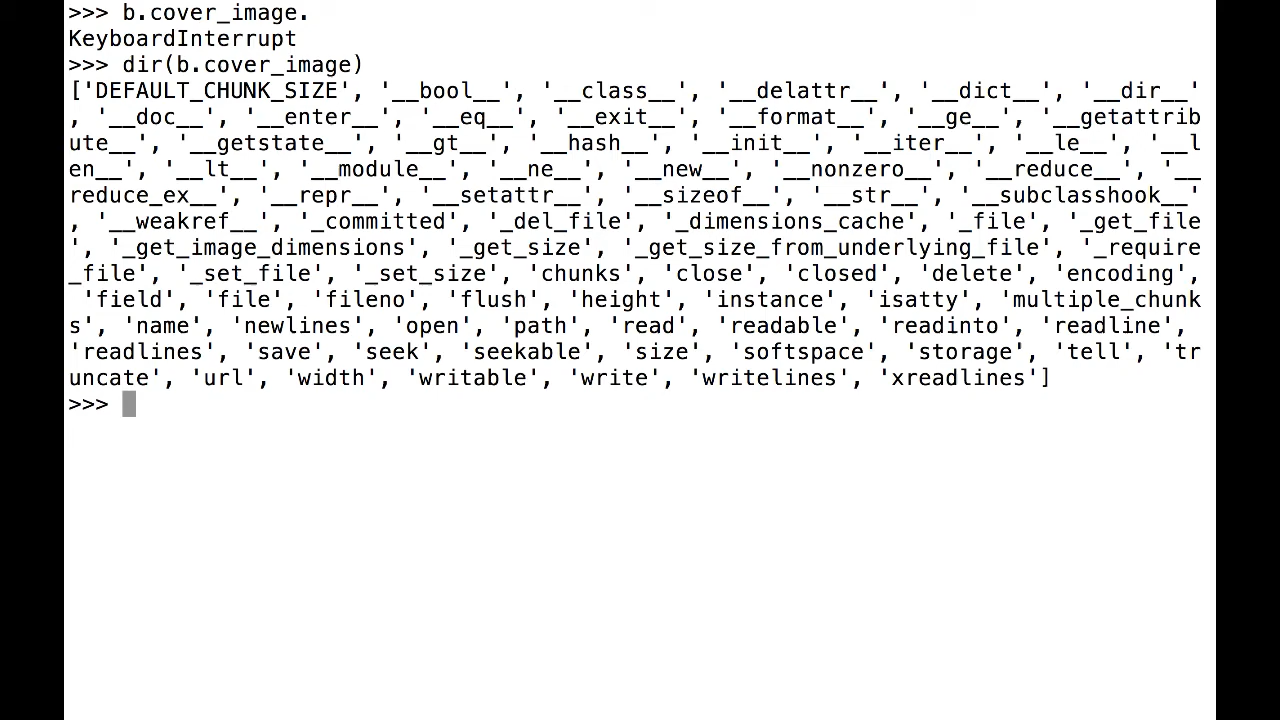 >>> b.cover_image.
KeyboardInterrupt
>>> dir(b.cover_image)
['DEFAULT_CHUNK_SIZE', '__bool__', '__class__', '__delattr__', '__dict__', '__dir__'
, '__doc__', '__enter__', '__eq__', '__exit__', '__format__', '__ge__', '__getattrib
ute__', '__getstate__', '__gt__', '__hash__', '__init__', '__iter__', '__le__', '__l
en__', '__lt__', '__module__', '__ne__', '__new__', '__nonzero__', '__reduce__', '__
reduce_ex__', '__repr__', '__setattr__', '__sizeof__', '__str__', '__subclasshook__'
, '__weakref__', '_committed', '_del_file', '_dimensions_cache', '_file', '_get_file
', '_get_image_dimensions', '_get_size', '_get_size_from_underlying_file', '_require
_file', '_set_file', '_set_size', 'chunks', 'close', 'closed', 'delete', 'encoding',
 'field', 'file', 'fileno', 'flush', 'height', 'instance', 'isatty', 'multiple_chunk
s', 'name', 'newlines', 'open', 'path', 'read', 'readable', 'readinto', 'readline',
 'readlines', 'save', 'seek', 'seekable', 'size', 'softspace', 'storage', 'tell', 'tr
uncate', 'url', 'width', 'writable', 'write', 'writelines', 'xreadlines']
>>>